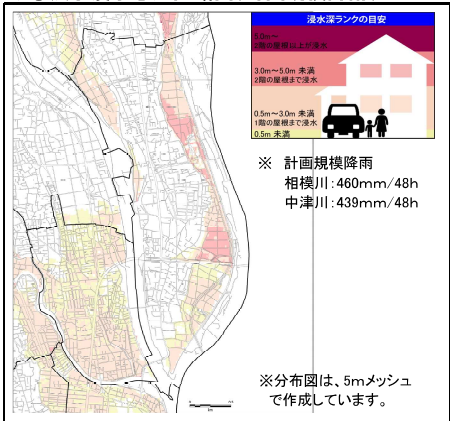 浸水深ランクの目安
5.0m～
2階の屋根以上が浸水
3.0m～5.0m 未満
2階の屋根まで浸水
0.5m～3.0m 未満
1階の屋根まで浸水
0.5m 未満
※ 計画規模降雨
相模川:460mm/48h
中津川:439mm/48h
※分布図は、5mメッシュ
で作成しています。